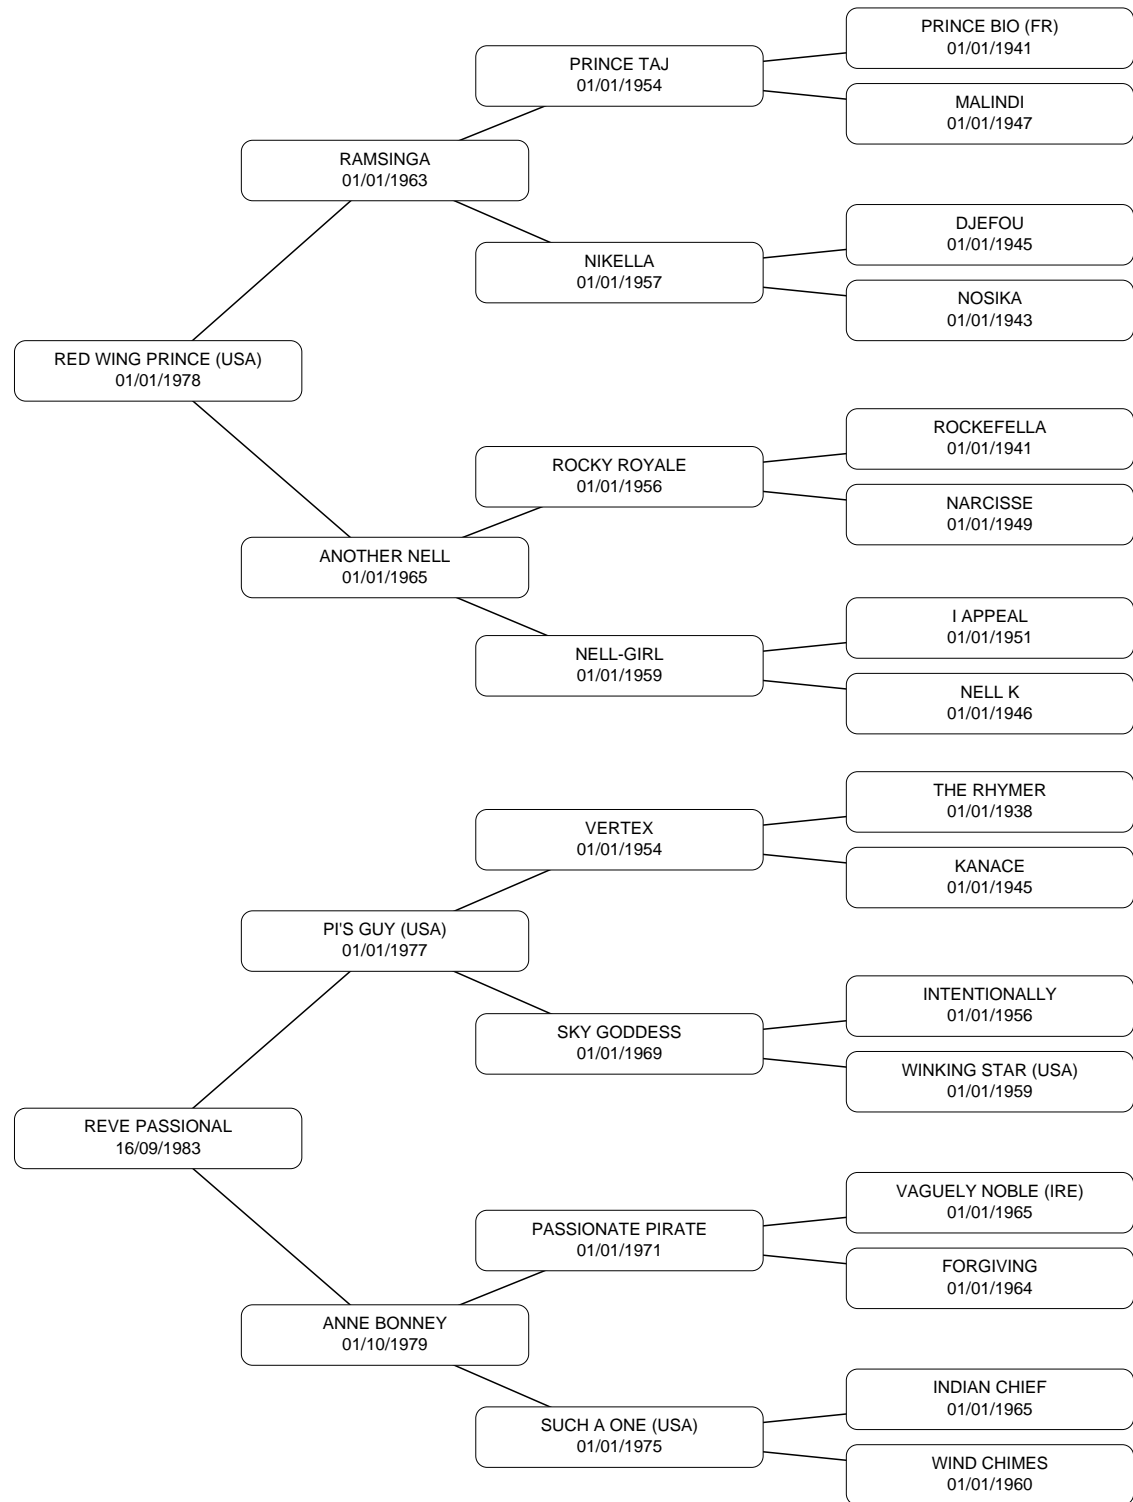 PRINCE BIO (FR)
01/01/1941
PRINCE TAJ
01/01/1954
MALINDI
01/01/1947
RAMSINGA
01/01/1963
DJEFOU
01/01/1945
NIKELLA
01/01/1957
NOSIKA
01/01/1943
RED WING PRINCE (USA)
01/01/1978
ROCKEFELLA
01/01/1941
ROCKY ROYALE
01/01/1956
NARCISSE
01/01/1949
ANOTHER NELL
01/01/1965
I APPEAL
01/01/1951
NELL-GIRL
01/01/1959
NELL K
01/01/1946
THE RHYMER
01/01/1938
VERTEX
01/01/1954
KANACE
01/01/1945
PI'S GUY (USA)
01/01/1977
INTENTIONALLY
01/01/1956
SKY GODDESS
01/01/1969
WINKING STAR (USA)
01/01/1959
REVE PASSIONAL
16/09/1983
VAGUELY NOBLE (IRE)
01/01/1965
PASSIONATE PIRATE
01/01/1971
FORGIVING
01/01/1964
ANNE BONNEY
01/10/1979
INDIAN CHIEF
01/01/1965
SUCH A ONE (USA)
01/01/1975
WIND CHIMES
01/01/1960